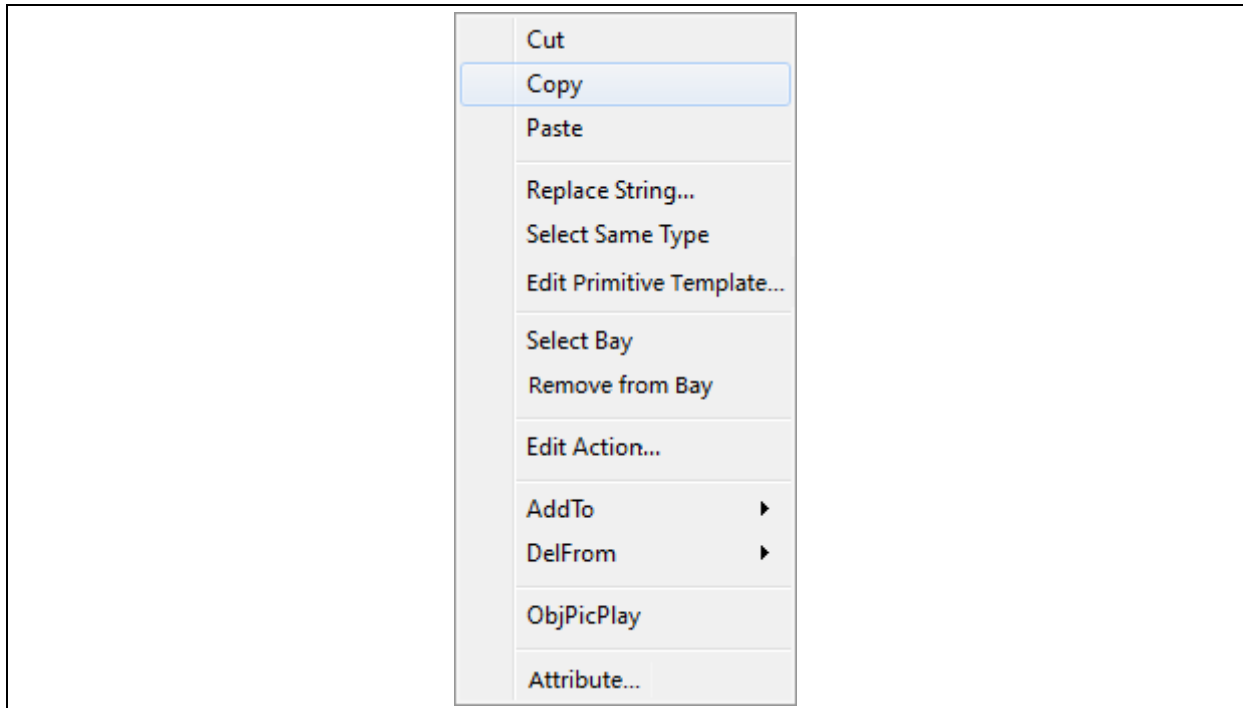 Cut
Copy
Paste
Replace String...
Select Same Type
Edit Primitive Template...
Select Bay
Remove from Bay
Edit Action...
AddTo
DelFrom
ObjPicPlay
Attribute...